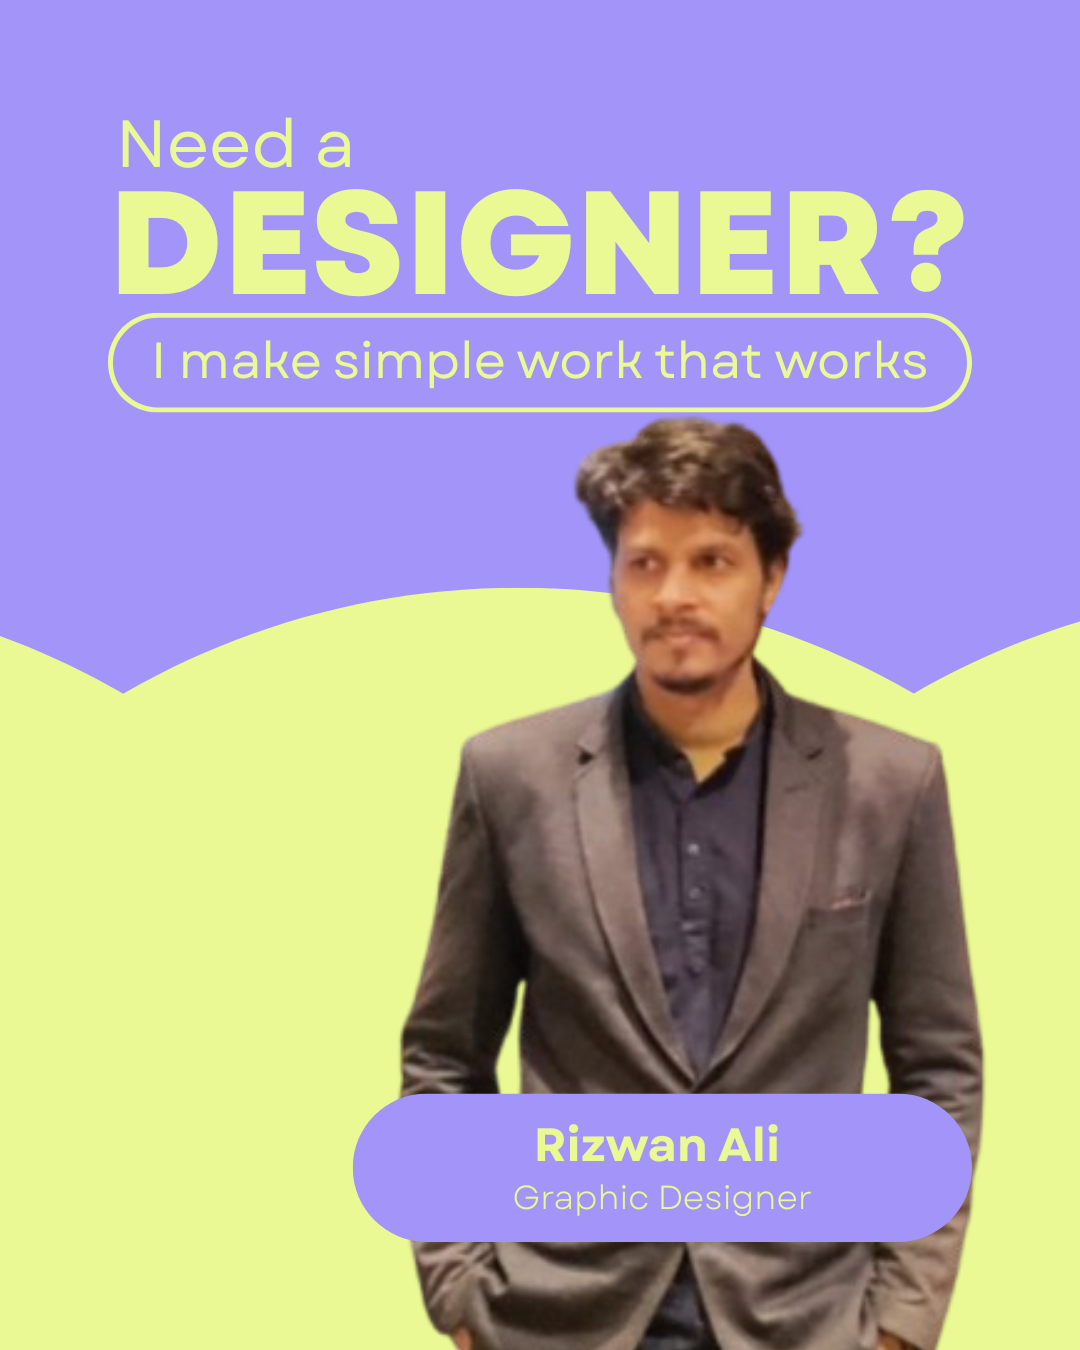 Need a
DESIGNER?
I make simple work that works
Rizwan Ali
Graphic Designer